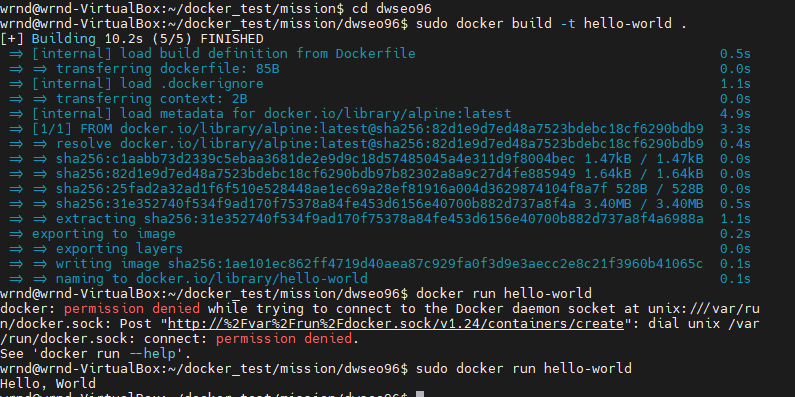 wrnd@wrnd-VirtualBox:~/docker_test/mission$ cd dwseo96
wrnd@wrnd-VirtualBox:~/docker_test/mission/dwseo96$ sudo docker build -t hello-world .
[+] Building 10.2s (5/5) FINISHED
=> [internal] load build definition from Dockerfile 0.5s
=> => transferring dockerfile: 85B 0.0s
=> [internal] load .dockerignore 1.1s
=> => transferring context: 2B 0.0s
=> [internal] load metadata for docker.io/library/alpine:latest 4.9s
=> [1/1] FROM docker.io/library/alpine:latest@sha256:82d1e9d7ed48a7523bdebc18cf6290bdb9 3.3s
=> => resolve docker.io/library/alpine:latest@sha256:82d1e9d7ed48a7523bdebc18cf6290bdb9 0.4s
=> => sha256:c1aabb73d2339c5ebaa3681de2e9d9c18d57485045a4e311d9f8004bec 1.47kB / 1.47kB 0.0s
=> => sha256:82d1e9d7ed48a7523bdebc18cf6290bdb97b82302a8a9c27d4fe885949 1.64kB / 1.64kB 0.0s
=> => sha256:25fad2a32ad1f6f510e528448ae1ec69a28ef81916a004d3629874104f8a7f 528B / 528B 0.0s
=> => sha256:31e352740f534f9ad170f75378a84fe453d6156e40700b882d737a8f4a 3.40MB / 3.40MB 0.5s
=> => extracting sha256:31e352740f534f9ad170f75378a84fe453d6156e40700b882d737a8f4a6988a 1.1s
=> exporting to image 0.2s
=> => exporting layers 0.0s
=> => writing image sha256:1ae101ec862ff4719d40aea87c929fa0f3d9e3aecc2e8c21f3960b41065c 0.1s
=> => naming to docker.io/library/hello-world 0.1s
wrnd@wrnd-VirtualBox:~/docker_test/mission/dwseo96$ docker run hello-world
docker: permission denied while trying to connect to the Docker daemon socket at unix:///var/ru
n/docker.sock: Post "http://%2Fvar%2Frun%2Fdocker.sock/v1.24/containers/create": dial unix /var
/run/docker.sock: connect: permission denied.
See 'docker run --help'.
wrnd@wrnd-VirtualBox:~/docker_test/mission/dwseo96$ sudo docker run hello-world
Hello, World
wrnd@wrnd-VirtualBox:~/docker_test/mission/dwseo96$